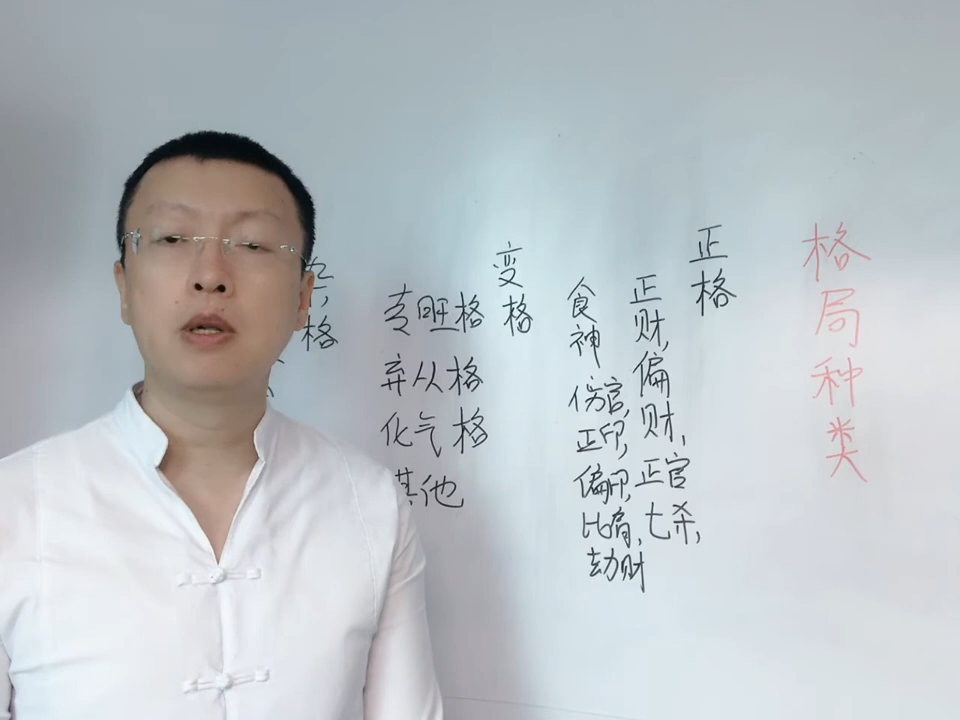 格局种类
正格
正财,偏财,正官
七杀,
食神
伤官,
正印,
偏印,
比肩,
劫财
变格
专旺格
弃从格
化气格
其他
格